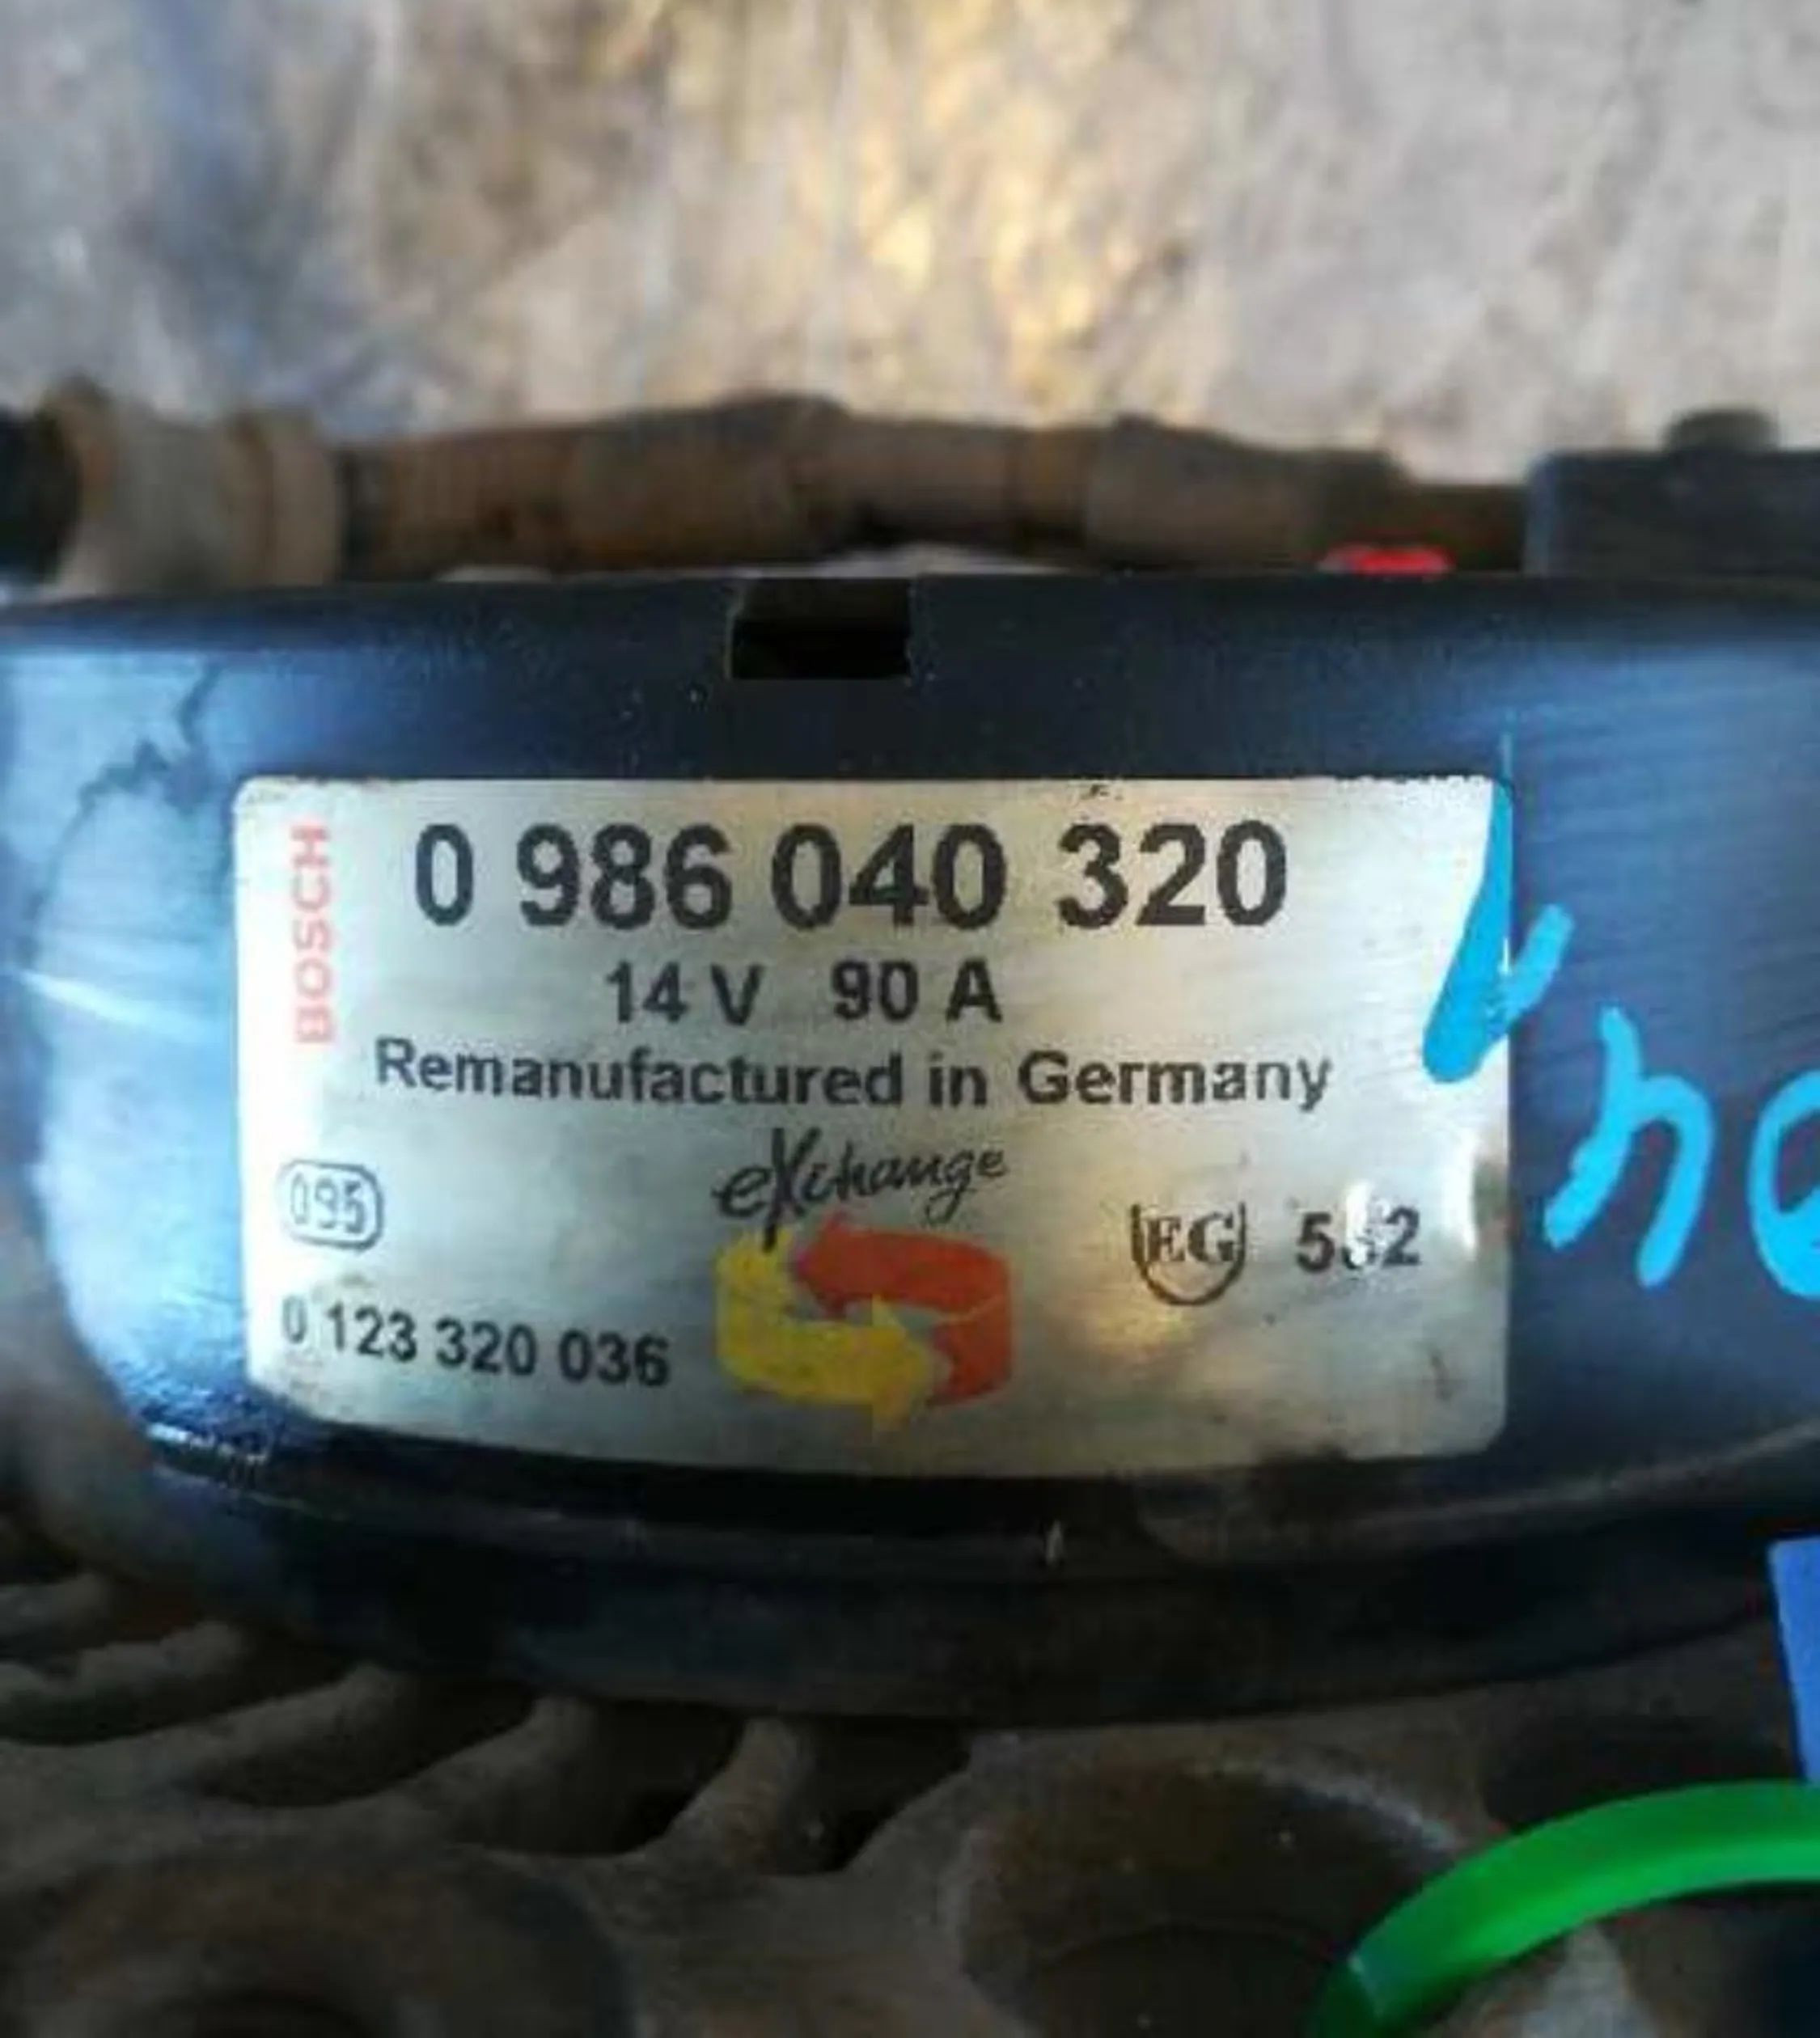 BOSCH
0 986 040 320
14 V 90 A
Remanufactured in Germany
eXchange
095
EG
0 123 320 036